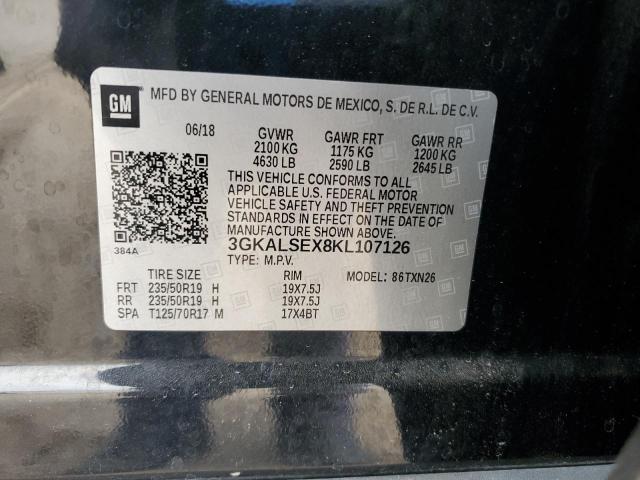 GM
MFD BY GENERAL MOTORS DE MEXICO, S. DE R.L. DE C.V.
06/18 GVWR GAWR FRT GAWR RR
2100 KG 1175 KG 1200 KG
4630 LB 2590 LB 2645 LB
THIS VEHICLE CONFORMS TO ALL
APPLICABLE U.S. FEDERAL MOTOR
VEHICLE SAFETY AND THEFT PREVENTION
STANDARDS IN EFFECT ON THE DATE OF
MANUFACTURE SHOWN ABOVE.
384A
3GKALSEX8KL107126
TYPE: M.P.V.
TIRE SIZE RIM MODEL: 86TXN26
FRT 235/50R19 H 19X7.5J
RR 235/50R19 H 19X7.5J
SPA T125/70R17 M 17X4BT